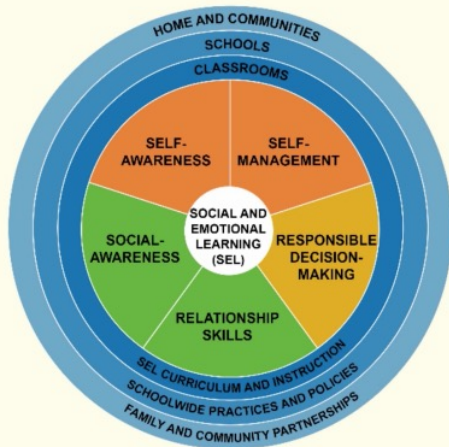 HOME AND COMMUNITIES
SCHOOLS
CLASSROOMS
SELF-
AWARENESS
SELF-
MANAGEMENT
SOCIAL AND
EMOTIONAL
LEARNING
(SEL)
SOCIAL-
AWARENESS
RESPONSIBLE
DECISION-
MAKING
RELATIONSHIP
SKILLS
SEL CURRICULUM AND INSTRUCTION
SCHOOLWIDE PRACTICES AND POLICIES
FAMILY AND COMMUNITY PARTNERSHIPS